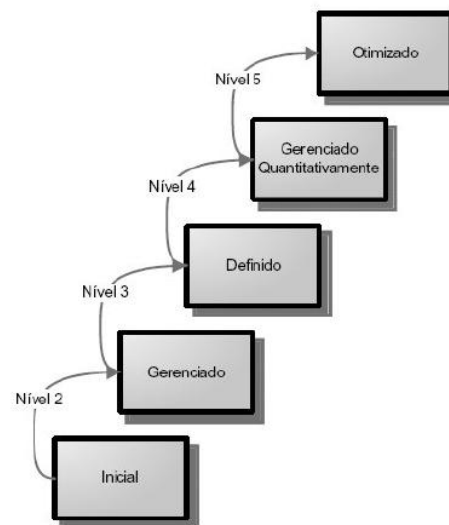 Otimizado
Nível 5
Gerenciado
Quantitativamente
Nível 4
Definido
Nível 3
Gerenciado
Nível 2
Inicial